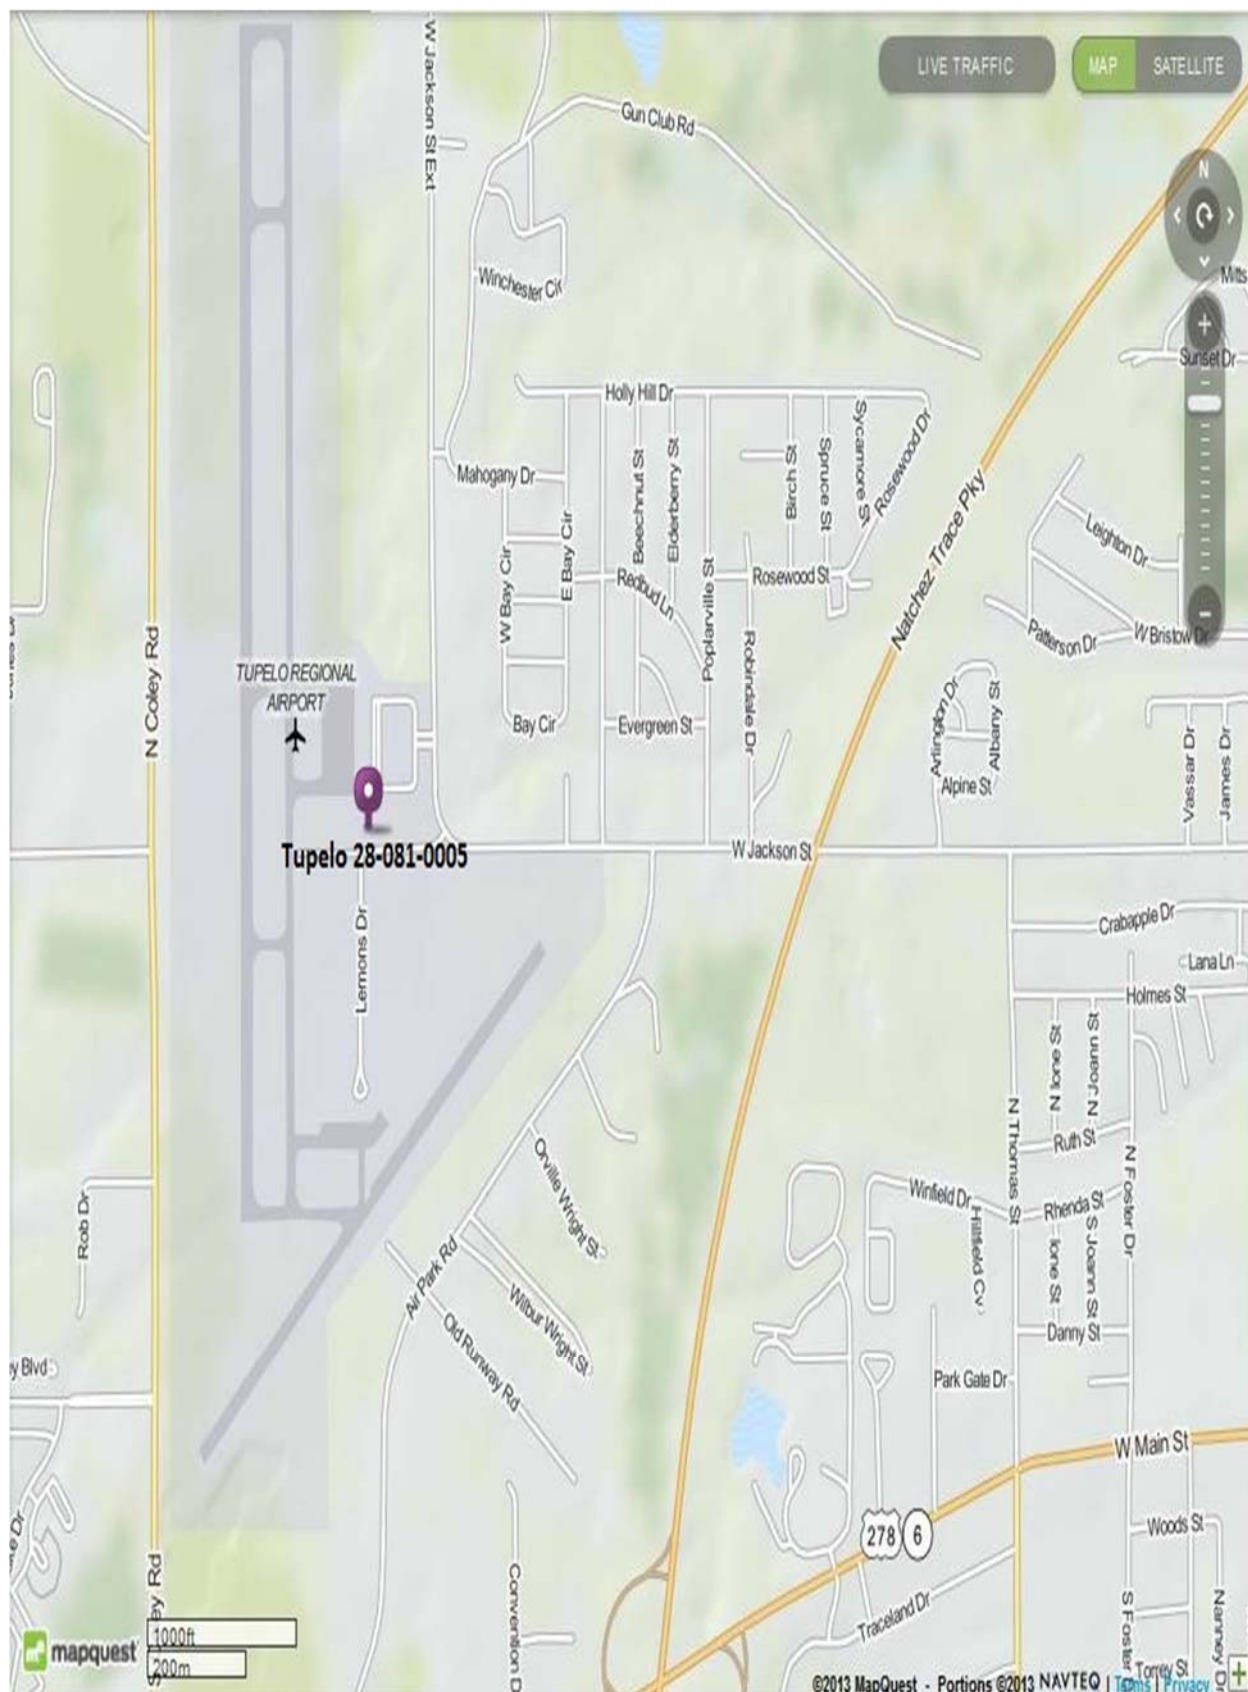 LIVE TRAFFIC
MAP
SATELLITE
W Jackson St Ext
Gun Club Rd
N
Winchester Cir
Mitts
Sunset Dr
Holly Hill Dr
Mahogany Dr
Beechnut St
Elderberry St
Birch St
Spruce St
Sycamore St
Rosewood Dr
Natchez Trace Pky
Leighton Dr
W Bay Cir
E Bay Cir
Redbud Ln
Poplarville St
Rosewood St
Robindale Dr
Patterson Dr
W Bristow Dr
N Coley Rd
TUPELO REGIONAL
AIRPORT
Bay Cir
Evergreen St
Arlington Dr
Albany St
Alpine St
Vassar Dr
James Dr
Tupelo 28-081-0005
W Jackson St
Lemons Dr
Crabapple Dr
Lana Ln
Holmes St
N Ione St
N Joann St
Ruth St
N Thomas St
N Foster Dr
Winfield Dr
Hillfield Cv
Rhenda St
Ione St
S Joann St
Danny St
Rob Dr
Orville Wright St
Air Park Rd
Wilbur Wright St
Old Runway Rd
Park Gate Dr
y Blvd
W Main St
278
6
Woods St
Convention D
Traceland Dr
S Foster D
Nanney Dr
Torrey St
ey Rd
mapquest
1000ft
200m
©2013 MapQuest - Portions ©2013 NAVTEQ | Terms | Privacy